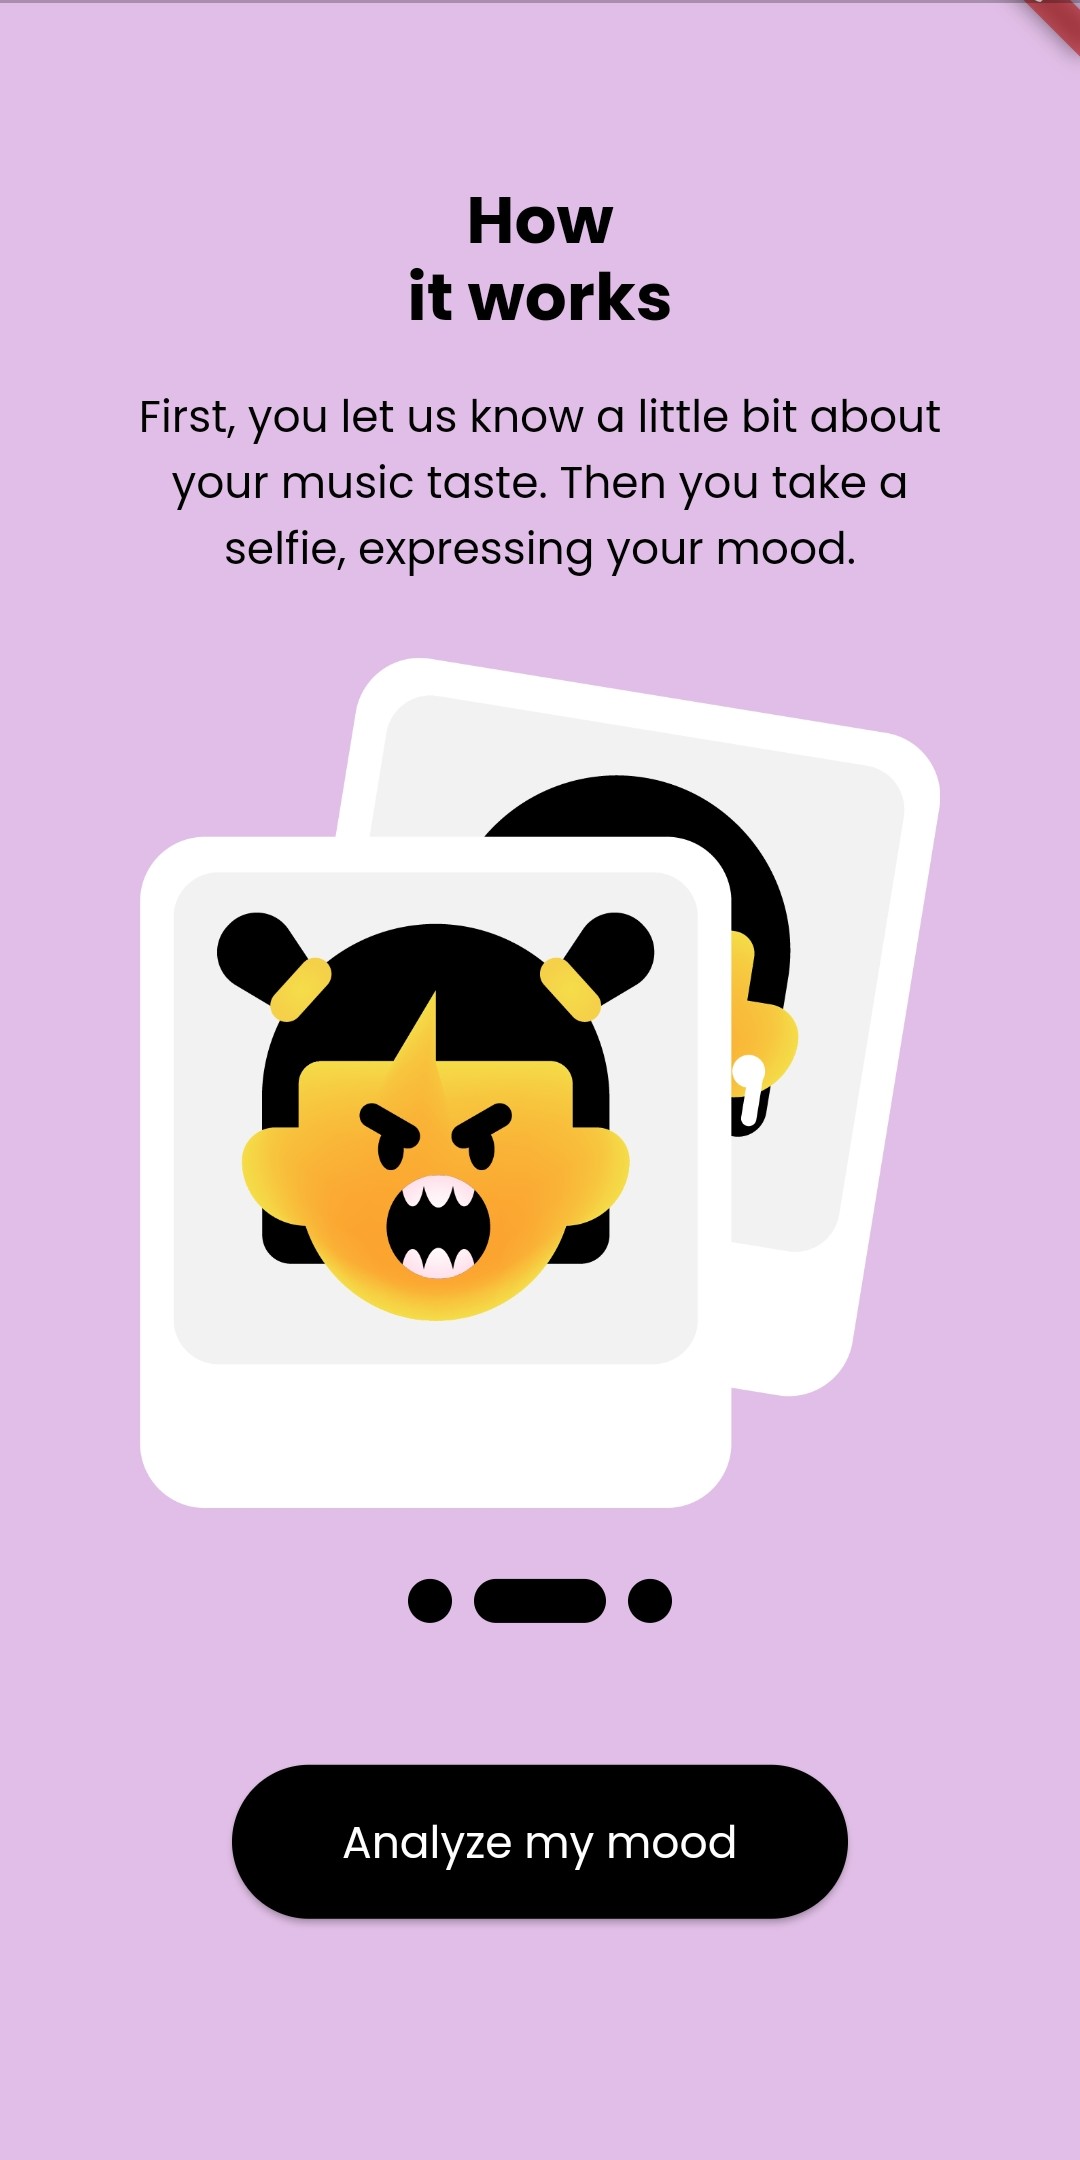 How
it works
First, you let us know a little bit about
your music taste. Then you take a
selfie, expressing your mood.
Analyze my mood